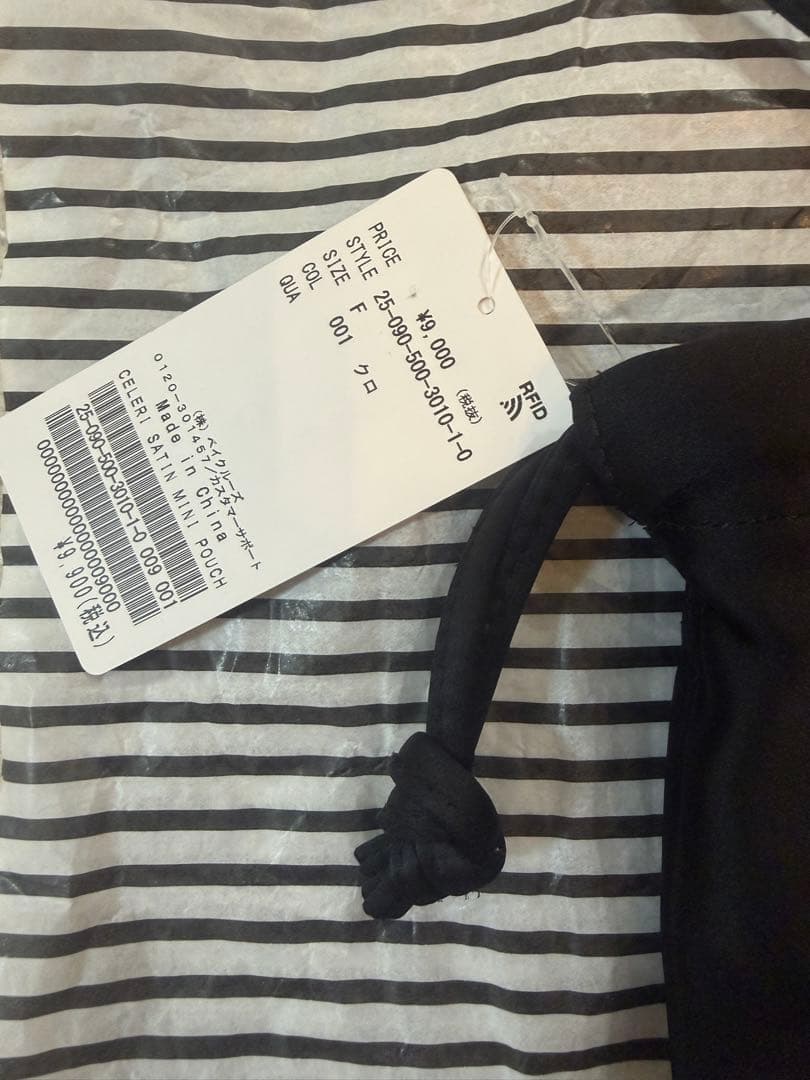 RFID
PRICE ¥9,000 (税抜)
STYLE 25-090-500-3010-1-0
SIZE F
COL 001 クロ
QUA
(株)ベイクルーズ
0120-301457/カスタマーサポート
Made in China
CELERI SATIN MINI POUCH
25-090-500-3010-1-0 009 001
0000000000000009000
¥9,900(税込)